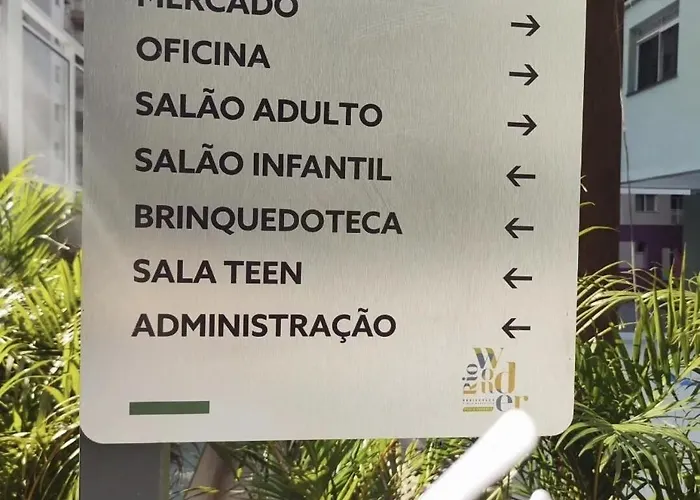 MERCADO →
OFICINA →
SALÃO ADULTO →
SALÃO INFANTIL ←
BRINQUEDOTECA ←
SALA TEEN ←
ADMINISTRAÇÃO ←
Rio
wonder